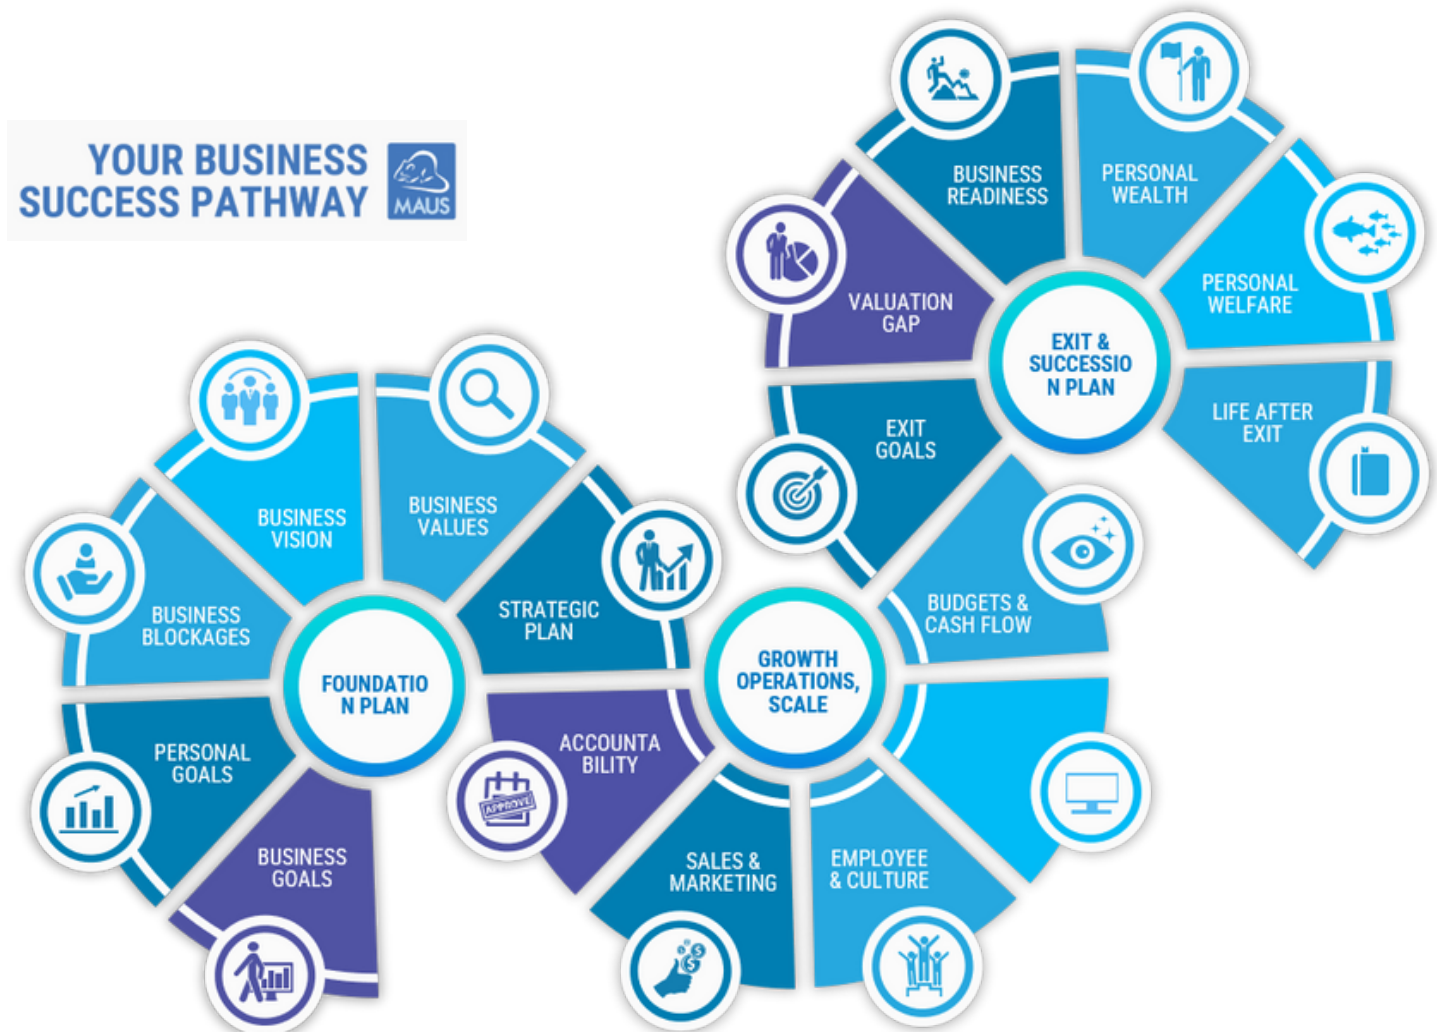 YOUR BUSINESS
SUCCESS PATHWAY
MAUS
BUSINESS
GOALS
PERSONAL
GOALS
BUSINESS
BLOCKAGES
BUSINESS
VISION
BUSINESS
VALUES
STRATEGIC
PLAN
FOUNDATIO
N PLAN
ACCOUNTA
BILITY
APPROVE
SALES &
MARKETING
EMPLOYEE
& CULTURE
BUDGETS &
CASH FLOW
GROWTH
OPERATIONS,
SCALE
EXIT
GOALS
VALUATION
GAP
BUSINESS
READINESS
PERSONAL
WEALTH
PERSONAL
WELFARE
LIFE AFTER
EXIT
EXIT &
SUCCESSIO
N PLAN